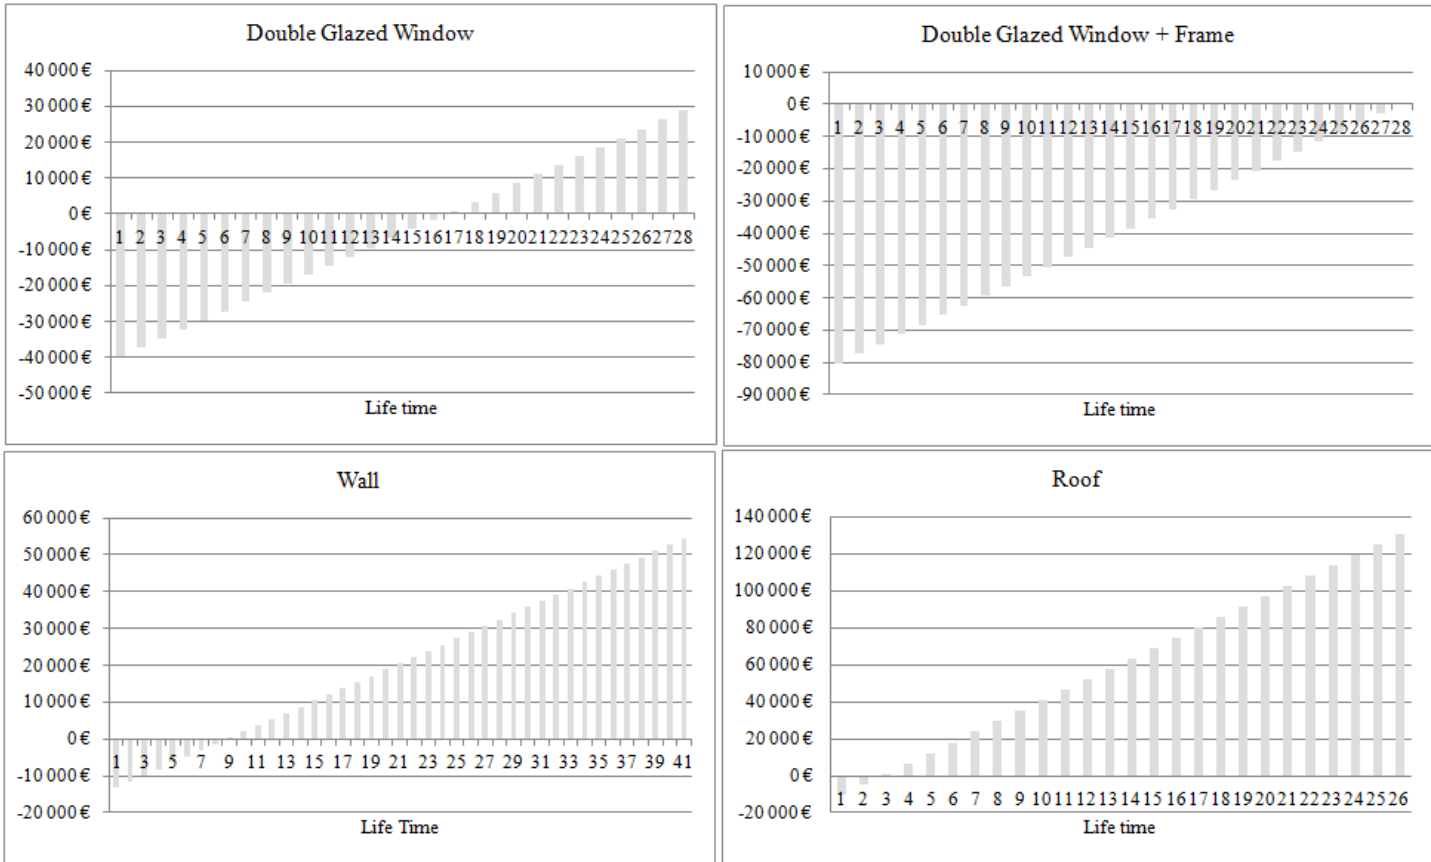 Double Glazed Window
40 000 €
30 000 €
20 000 €
10 000 €
0 €
-10 000 €
-20 000 €
-30 000 €
-40 000 €
-50 000 €
1 2 3 4 5 6 7 8 9 10 11 12 13 14 15 16 17 18 19 20 21 22 23 24 25 26 27 28
Life time
Double Glazed Window + Frame
10 000 €
0 €
-10 000 €
-20 000 €
-30 000 €
-40 000 €
-50 000 €
-60 000 €
-70 000 €
-80 000 €
-90 000 €
1 2 3 4 5 6 7 8 9 10 11 12 13 14 15 16 17 18 19 20 21 22 23 24 25 26 27 28
Life time
Wall
60 000 €
50 000 €
40 000 €
30 000 €
20 000 €
10 000 €
0 €
-10 000 €
-20 000 €
1 3 5 7 9 11 13 15 17 19 21 23 25 27 29 31 33 35 37 39 41
Life Time
Roof
140 000 €
120 000 €
100 000 €
80 000 €
60 000 €
40 000 €
20 000 €
0 €
-20 000 €
1 2 3 4 5 6 7 8 9 10 11 12 13 14 15 16 17 18 19 20 21 22 23 24 25 26
Life time